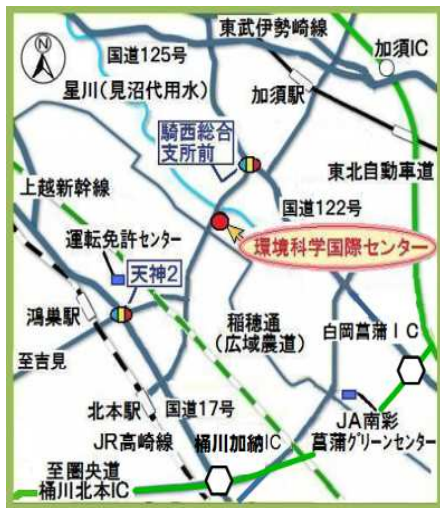 東武伊勢崎線
N
国道125号
加須IC
星川(見沼代用水)
加須駅
騎西総合
支所前
東北自動車道
上越新幹線
国道122号
運転免許センター
環境科学国際センター
天神2
鴻巣駅
稲穂通
(広域農道)
白岡菖蒲IC
至吉見
北本駅
国道17号
JA南彩
菖蒲グリーンセンター
JR高崎線
桶川加納IC
至圏央道
桶川北本IC